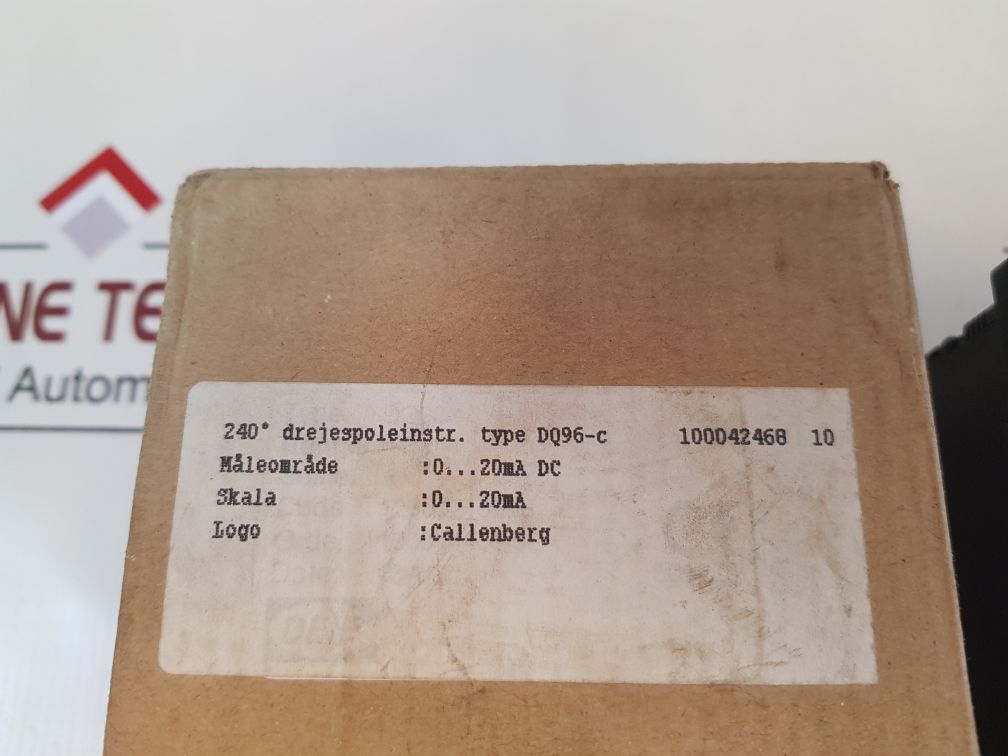 NE TE
Autom
240° drejespoleinstr. type DQ96-c 100042468 10
Måleområde :0...20mA DC
Skala :0...20mA
Logo :Callenberg